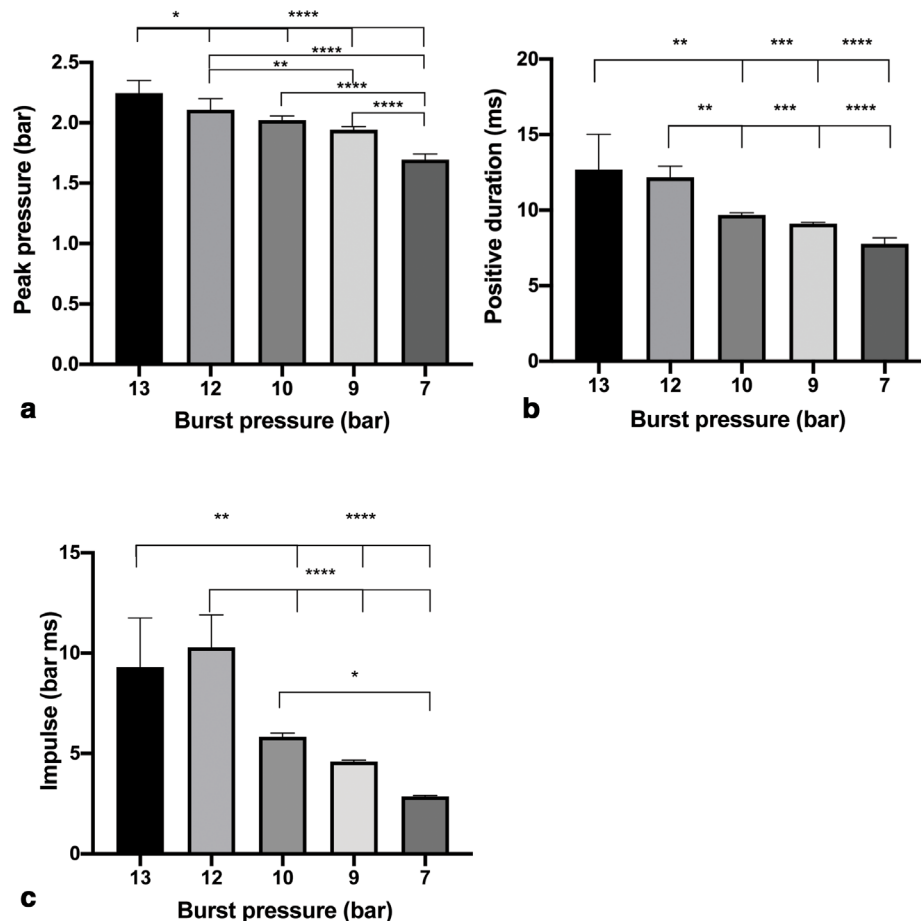 * ****
****
**
****
****
Peak pressure (bar)
2.5
2.0
1.5
1.0
0.5
0.0
13 12 10 9 7
Burst pressure (bar)
a
** *** ****
** *** ****
Positive duration (ms)
20
15
10
5
0
13 12 10 9 7
Burst pressure (bar)
b
** ****
****
*
Impulse (bar ms)
15
10
5
0
13 12 10 9 7
Burst pressure (bar)
c